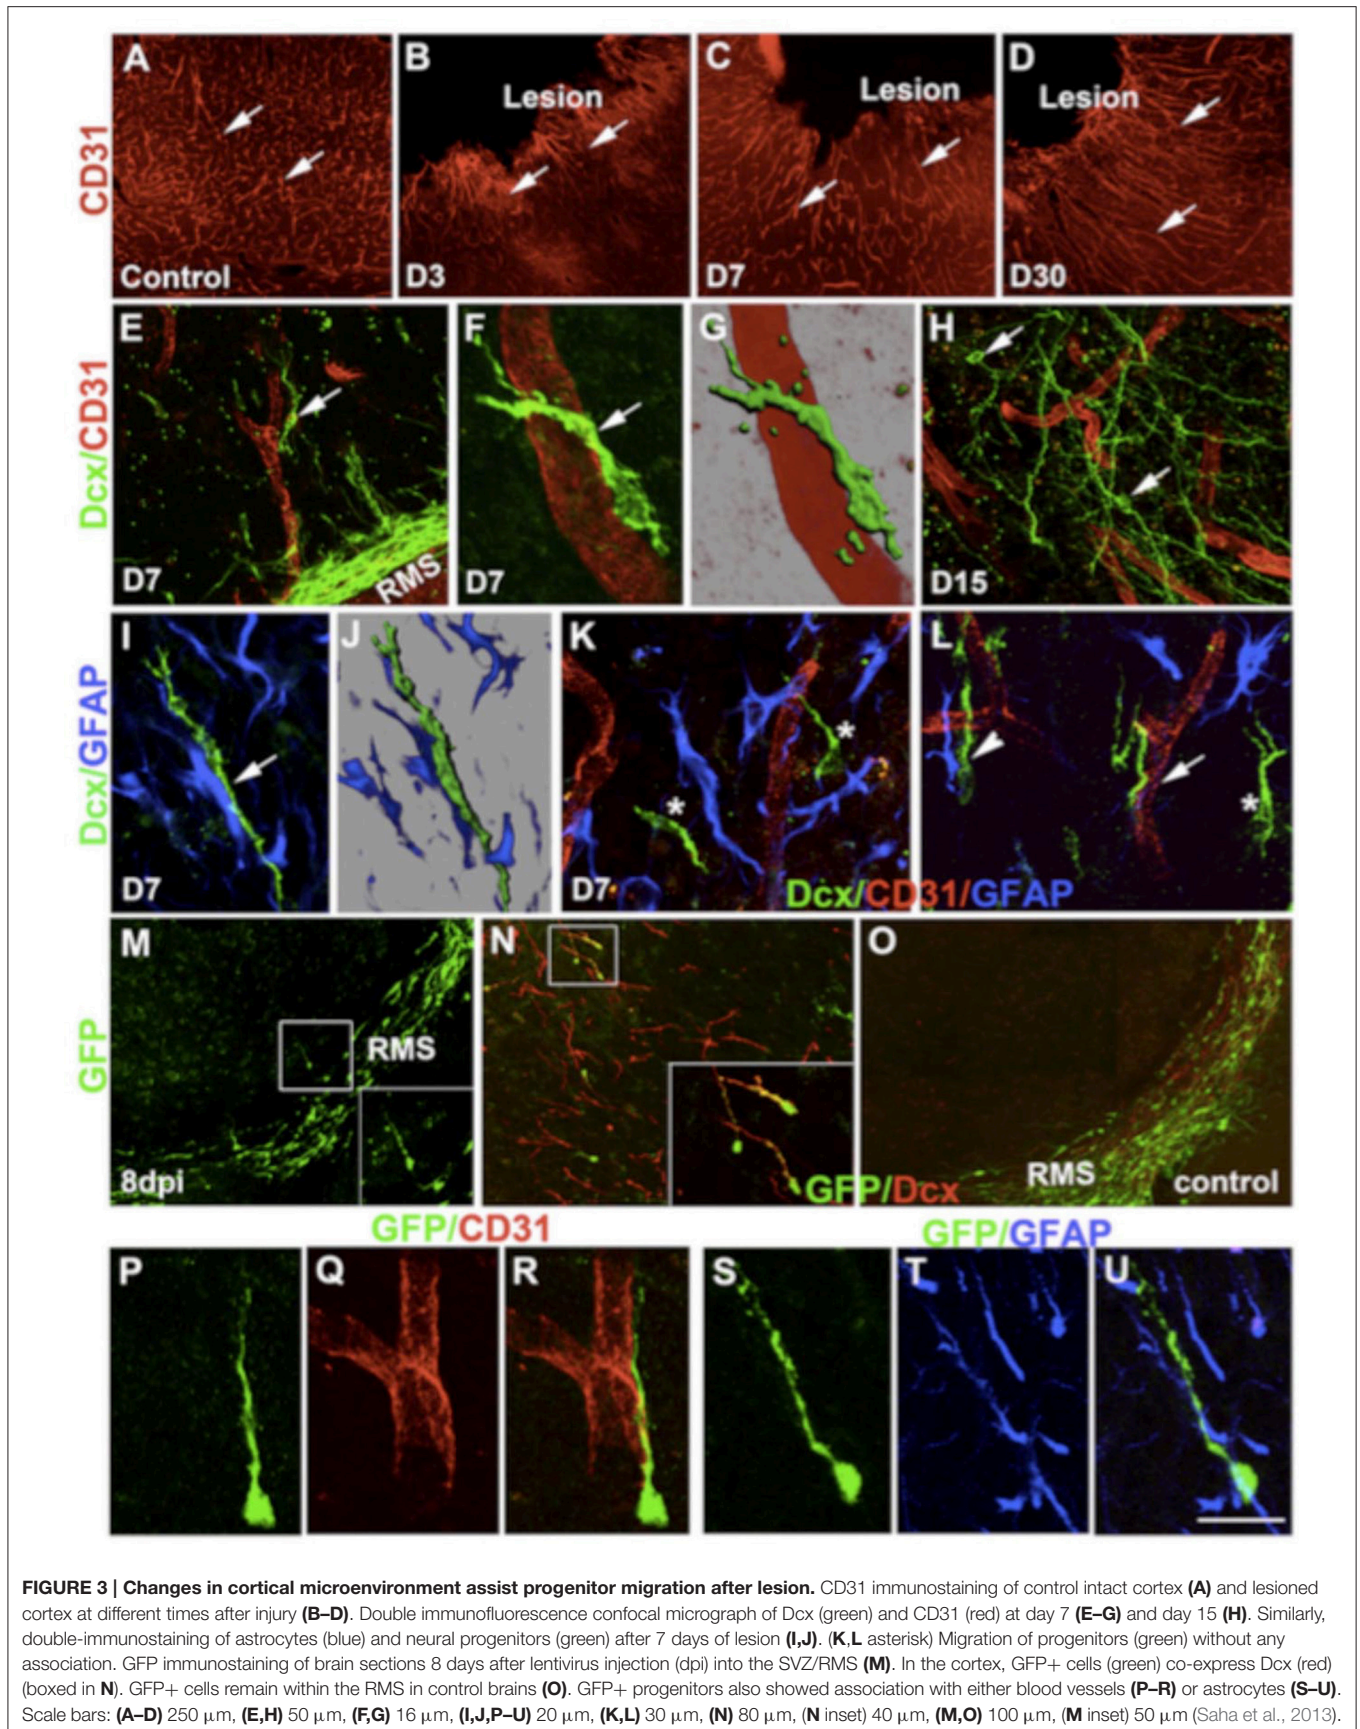 A
B
C
D
Lesion
Lesion
Lesion
CD31
Control
D3
D7
D30
E
F
G
H
Dcx/CD31
D7
RMS
D7
D15
I
J
K
L
*
*
*
Dcx/GFAP
D7
D7
Dcx/CD31/GFAP
M
N
O
GFP
RMS
8dpi
GFP/Dcx
RMS
control
GFP/CD31
GFP/GFAP
P
Q
R
S
T
U
FIGURE 3 | Changes in cortical microenvironment assist progenitor migration after lesion. CD31 immunostaining of control intact cortex (A) and lesioned
cortex at different times after injury (B–D). Double immunofluorescence confocal micrograph of Dcx (green) and CD31 (red) at day 7 (E–G) and day 15 (H). Similarly,
double-immunostaining of astrocytes (blue) and neural progenitors (green) after 7 days of lesion (I,J). (K,L asterisk) Migration of progenitors (green) without any
association. GFP immunostaining of brain sections 8 days after lentivirus injection (dpi) into the SVZ/RMS (M). In the cortex, GFP+ cells (green) co-express Dcx (red)
(boxed in N). GFP+ cells remain within the RMS in control brains (O). GFP+ progenitors also showed association with either blood vessels (P–R) or astrocytes (S–U).
Scale bars: (A–D) 250 μm, (E,H) 50 μm, (F,G) 16 μm, (I,J,P–U) 20 μm, (K,L) 30 μm, (N) 80 μm, (N inset) 40 μm, (M,O) 100 μm, (M inset) 50 μm (Saha et al., 2013).